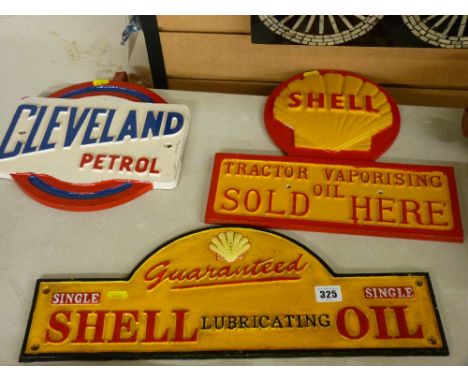 CLEVELAND
PETROL
SHELL
TRACTOR VAPORISING
OIL
SOLD HERE
Guaranteed
SINGLE
325
SINGLE
SHELL LUBRICATING OIL